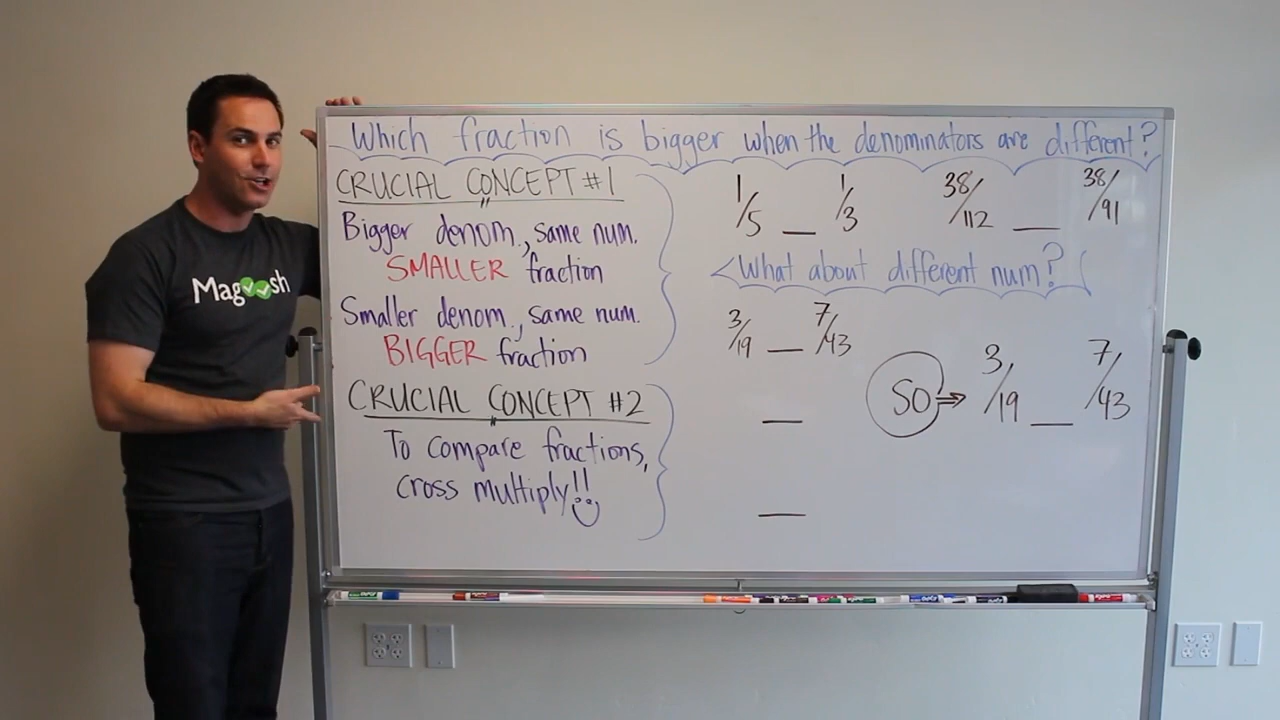 Which fraction is bigger when the denominators are different?
CRUCIAL CONCEPT #1
Bigger denom., same num.
SMALLER fraction
Smaller denom., same num.
BIGGER fraction
CRUCIAL CONCEPT #2
To compare fractions,
cross multiply!!
1/5 __ 1/3
38/112 __ 38/91
What about different num?
3/19 __ 7/43
__
__
SO ⇒ 3/19 __ 7/43
Magoosh